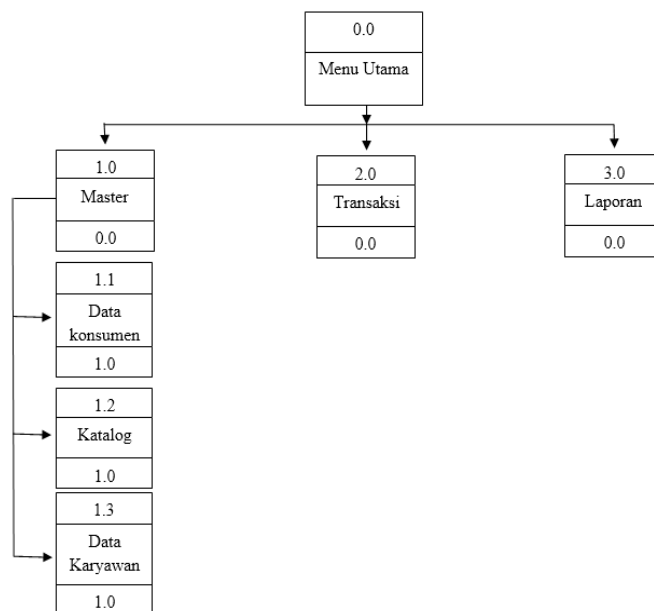 0.0
Menu Utama
1.0
Master
0.0
2.0
Transaksi
0.0
3.0
Laporan
0.0
1.1
Data
konsumen
1.0
1.2
Katalog
1.0
1.3
Data
Karyawan
1.0